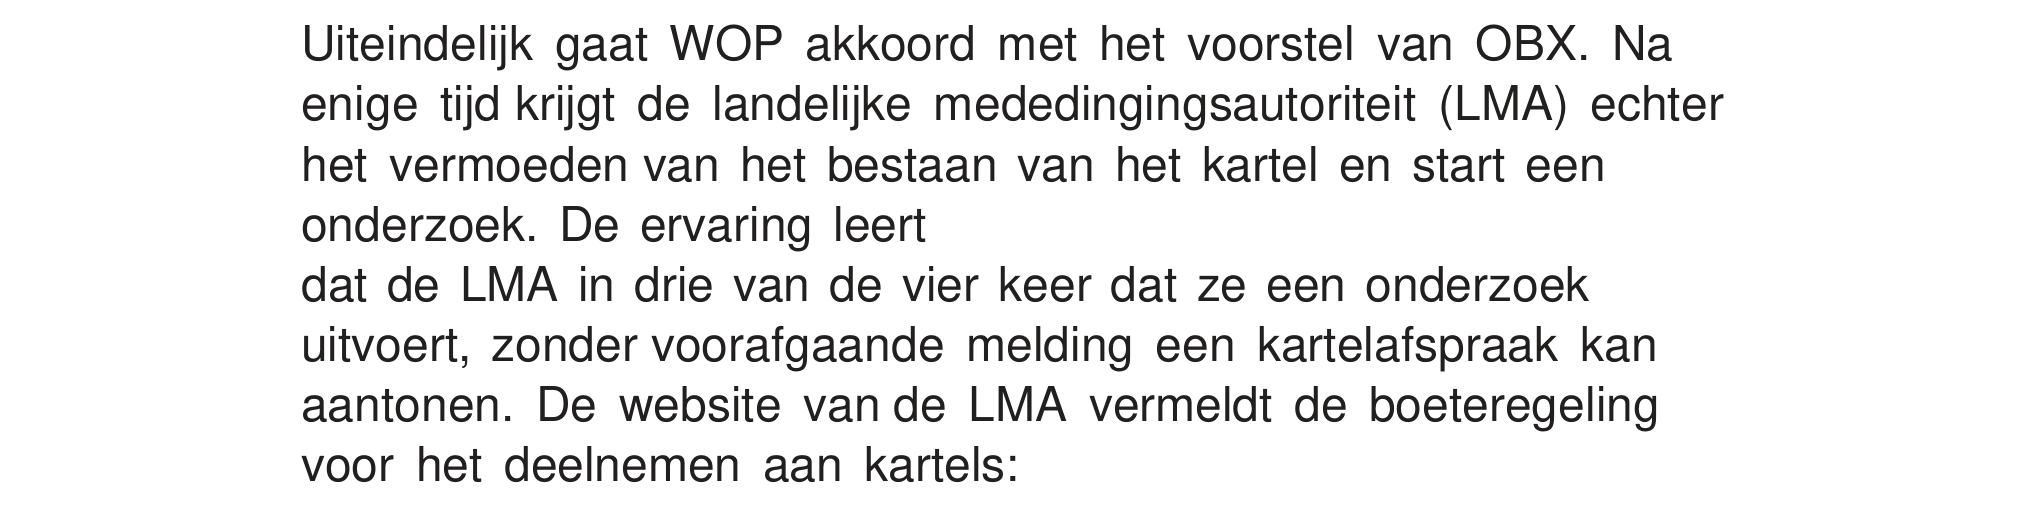 Uiteindelijk gaat WOP akkoord met het voorstel van OBX. Na
enige tijd krijgt de landelijke mededingingsautoriteit (LMA) echter
het vermoeden van het bestaan van het kartel en start een
onderzoek. De ervaring leert
dat de LMA in drie van de vier keer dat ze een onderzoek
uitvoert, zonder voorafgaande melding een kartelafspraak kan
aantonen. De website van de LMA vermeldt de boeteregeling
voor het deelnemen aan kartels: